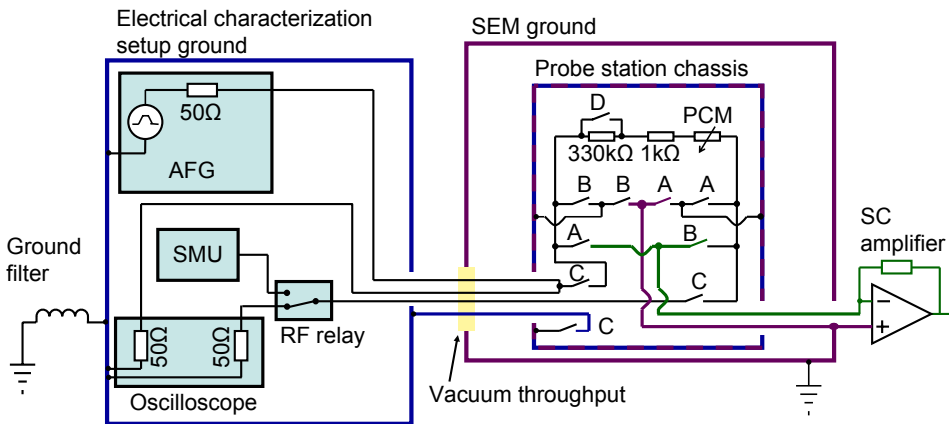 Electrical characterization
setup ground
SEM ground
Probe station chassis
50Ω
AFG
D
PCM
330kΩ
1kΩ
B
B
A
A
A
B
SMU
C
C
C
RF relay
Ground
filter
50Ω
50Ω
Oscilloscope
Vacuum throughput
SC
amplifier
−
+